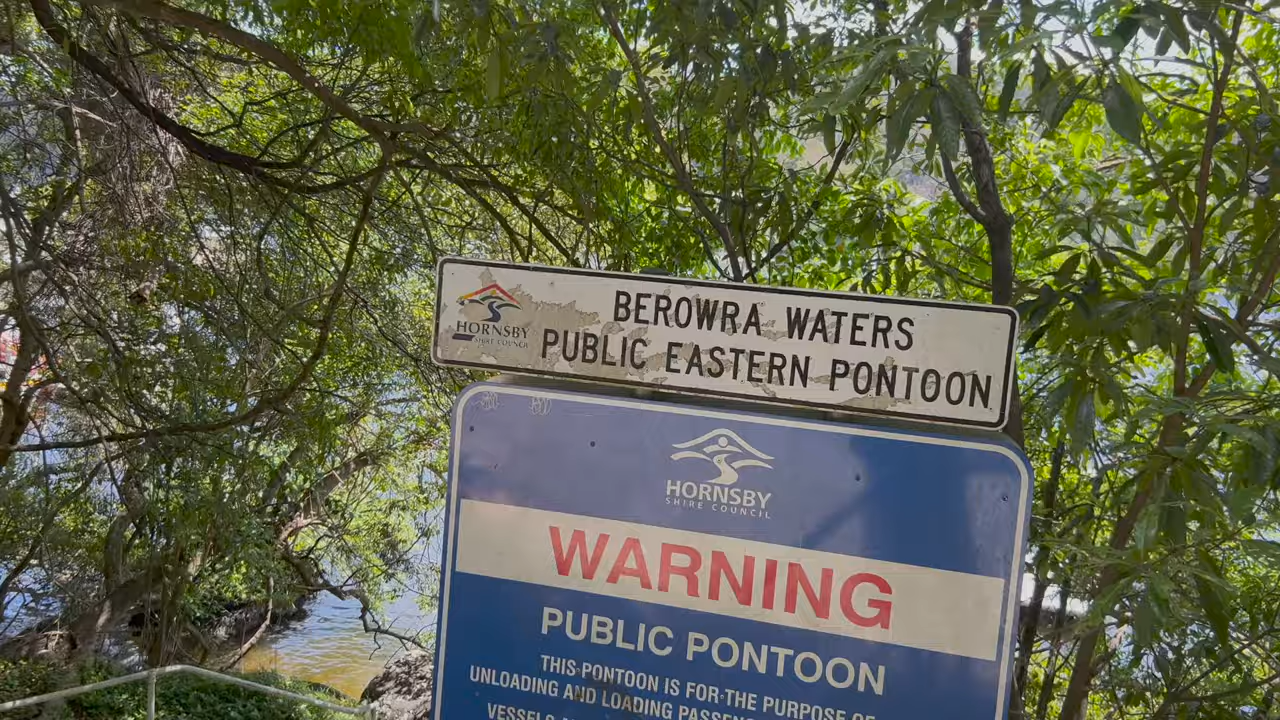 BEROWRA WATERS
HORNSBY
SHIRE COUNCIL
PUBLIC EASTERN PONTOON
HORNSBY
SHIRE COUNCIL
WARNING
PUBLIC PONTOON
THIS PONTOON IS FOR THE PURPOSE OF
UNLOADING AND LOADING
VESSELS